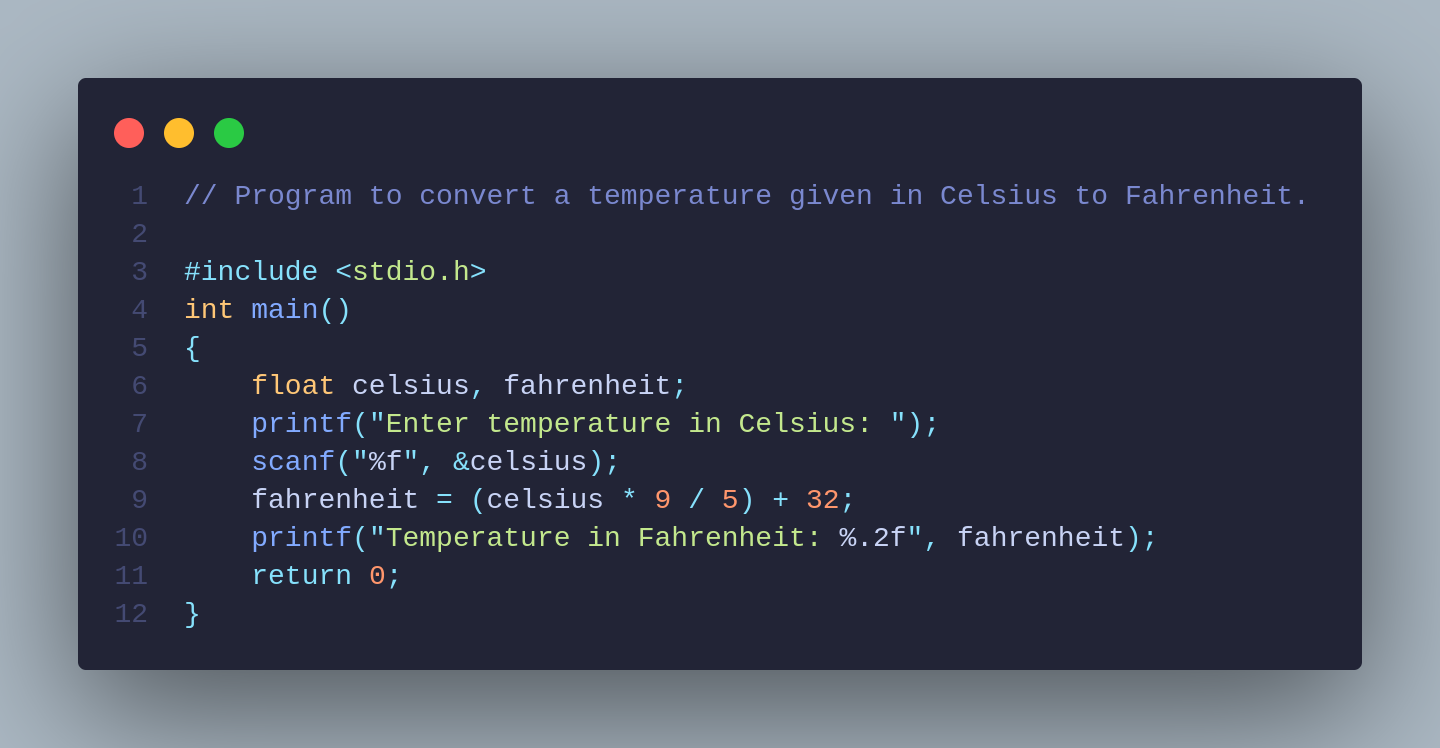 1 // Program to convert a temperature given in Celsius to Fahrenheit.
2
3 #include <stdio.h>
4 int main()
5 {
6     float celsius, fahrenheit;
7     printf("Enter temperature in Celsius: ");
8     scanf("%f", &celsius);
9     fahrenheit = (celsius * 9 / 5) + 32;
10     printf("Temperature in Fahrenheit: %.2f", fahrenheit);
11     return 0;
12 }